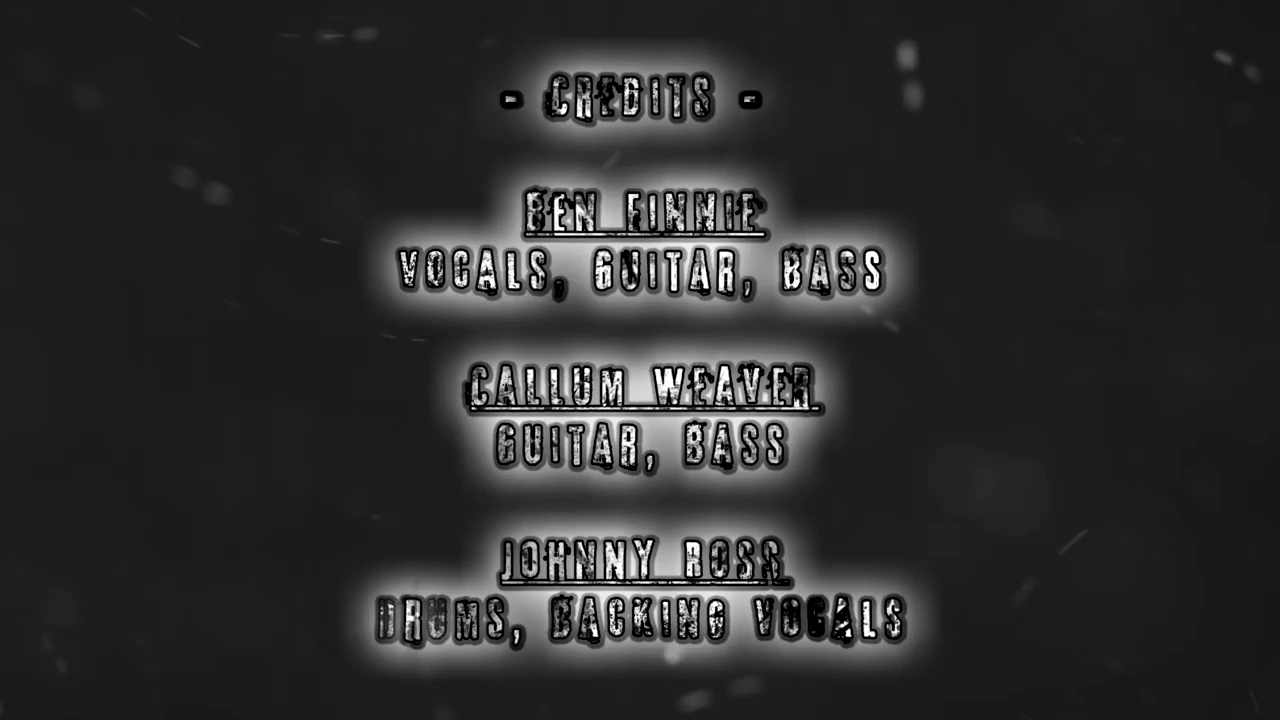 - CREDITS -
BEN FINNIE
VOCALS, GUITAR, BASS
CALLUM WEAVER
GUITAR, BASS
JOHNNY ROSS
DRUMS, BACKING VOCALS